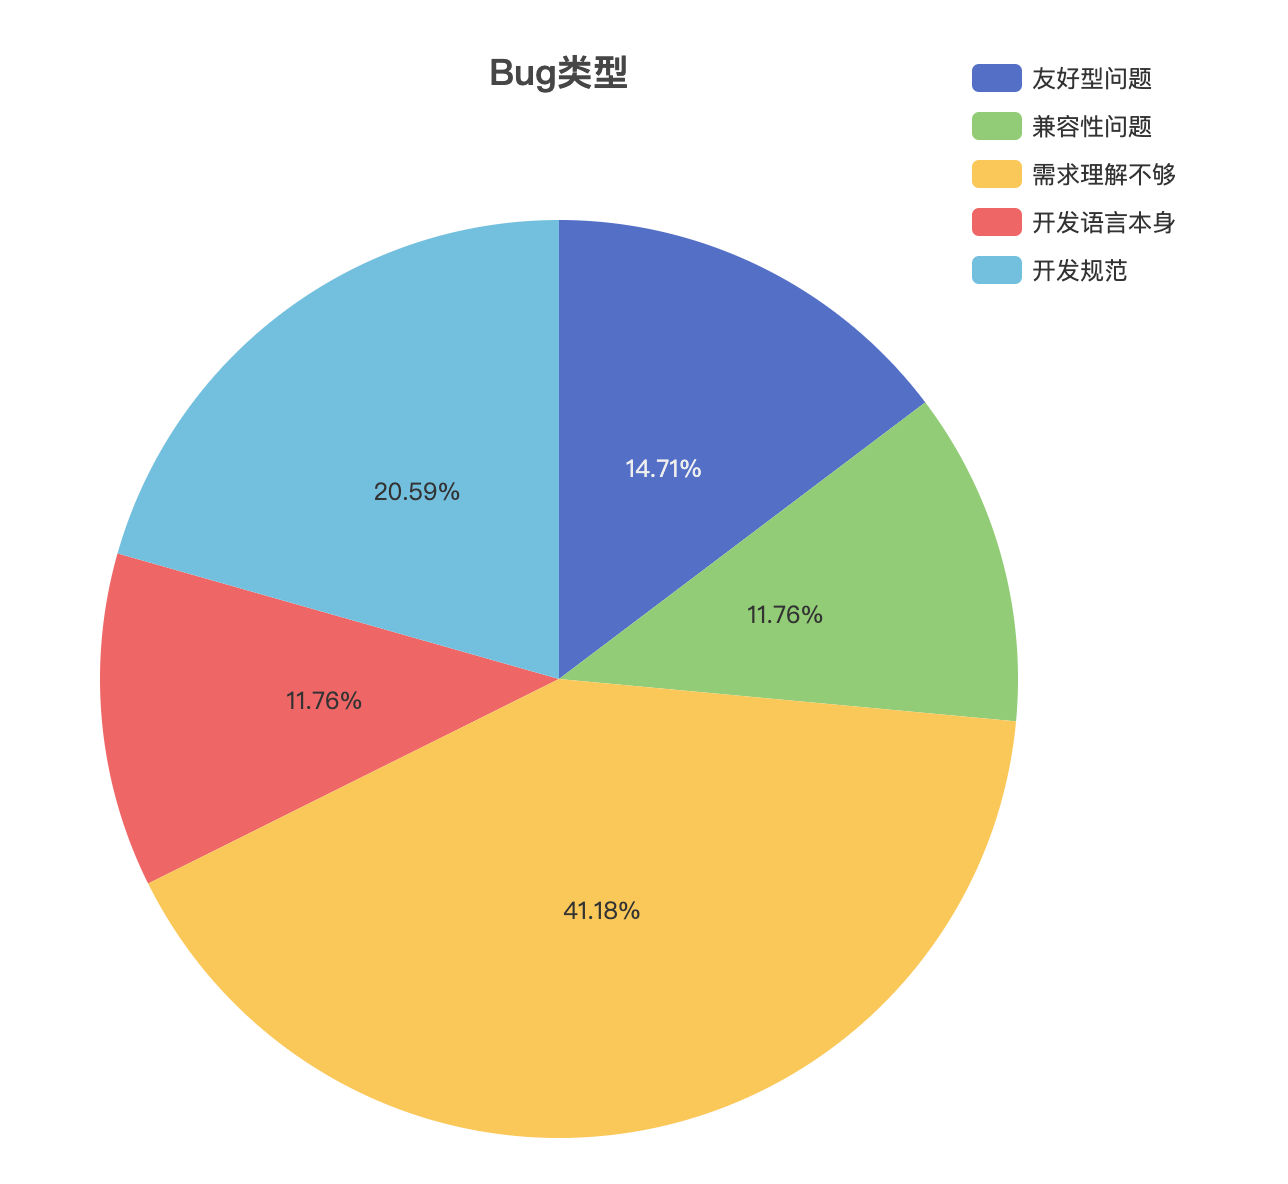 Bug类型
友好型问题
兼容性问题
需求理解不够
开发语言本身
开发规范
14.71%
20.59%
11.76%
11.76%
41.18%